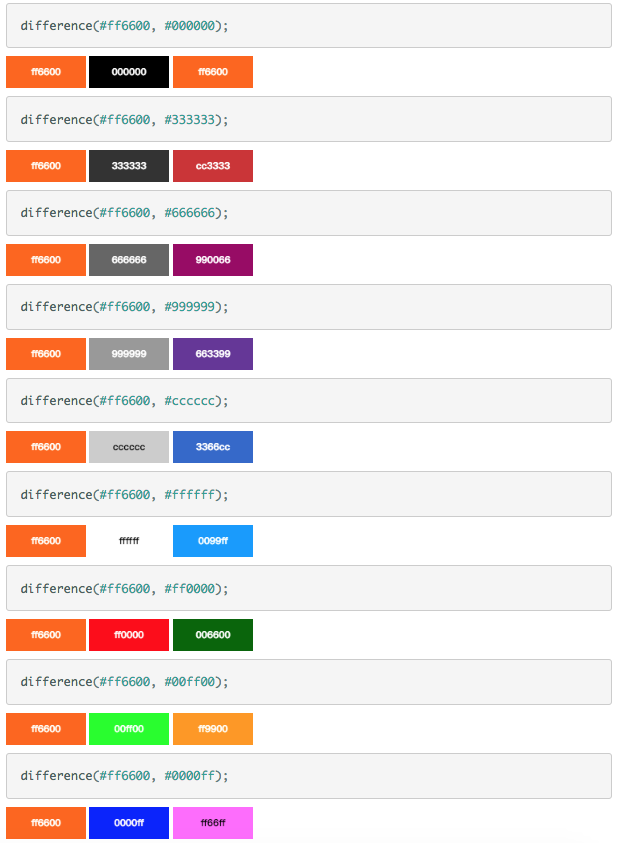 difference(#ff6600, #000000);
ff6600 000000 ff6600
difference(#ff6600, #333333);
ff6600 333333 cc3333
difference(#ff6600, #666666);
ff6600 666666 990066
difference(#ff6600, #999999);
ff6600 999999 663399
difference(#ff6600, #cccccc);
ff6600 cccccc 3366cc
difference(#ff6600, #ffffff);
ff6600 ffffff 0099ff
difference(#ff6600, #ff0000);
ff6600 ff0000 006600
difference(#ff6600, #00ff00);
ff6600 00ff00 ff9900
difference(#ff6600, #0000ff);
ff6600 0000ff ff66ff